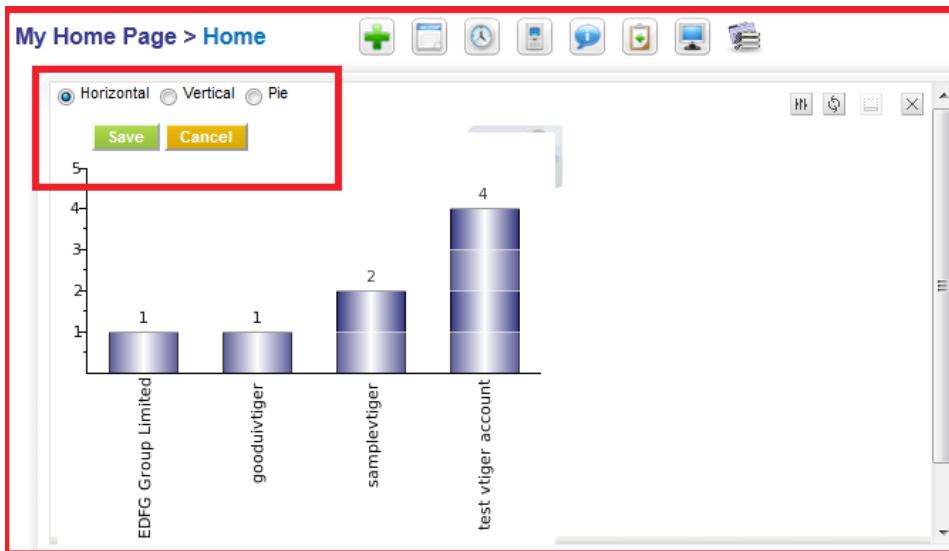 My Home Page > Home
Horizontal Vertical Pie
Save Cancel
5
4
3
2
1
1
1
2
4
EDFG Group Limited
gooduivtiger
samplevtiger
test vtiger account